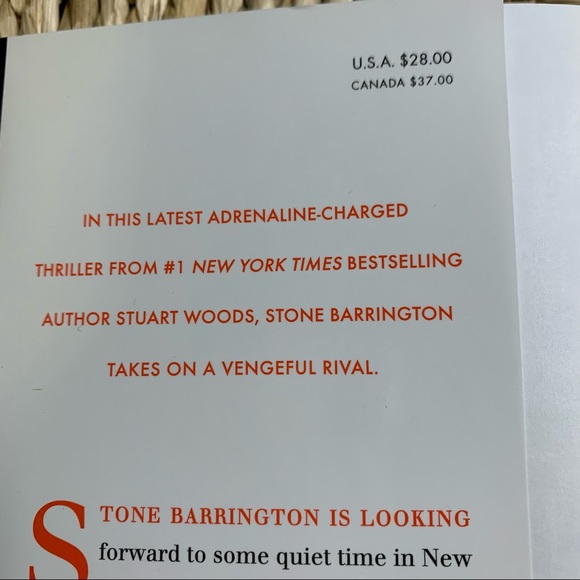 U.S.A. $28.00
CANADA $37.00
IN THIS LATEST ADRENALINE-CHARGED
THRILLER FROM #1 NEW YORK TIMES BESTSELLING
AUTHOR STUART WOODS, STONE BARRINGTON
TAKES ON A VENGEFUL RIVAL.
STONE BARRINGTON IS LOOKING
forward to some quiet time in New